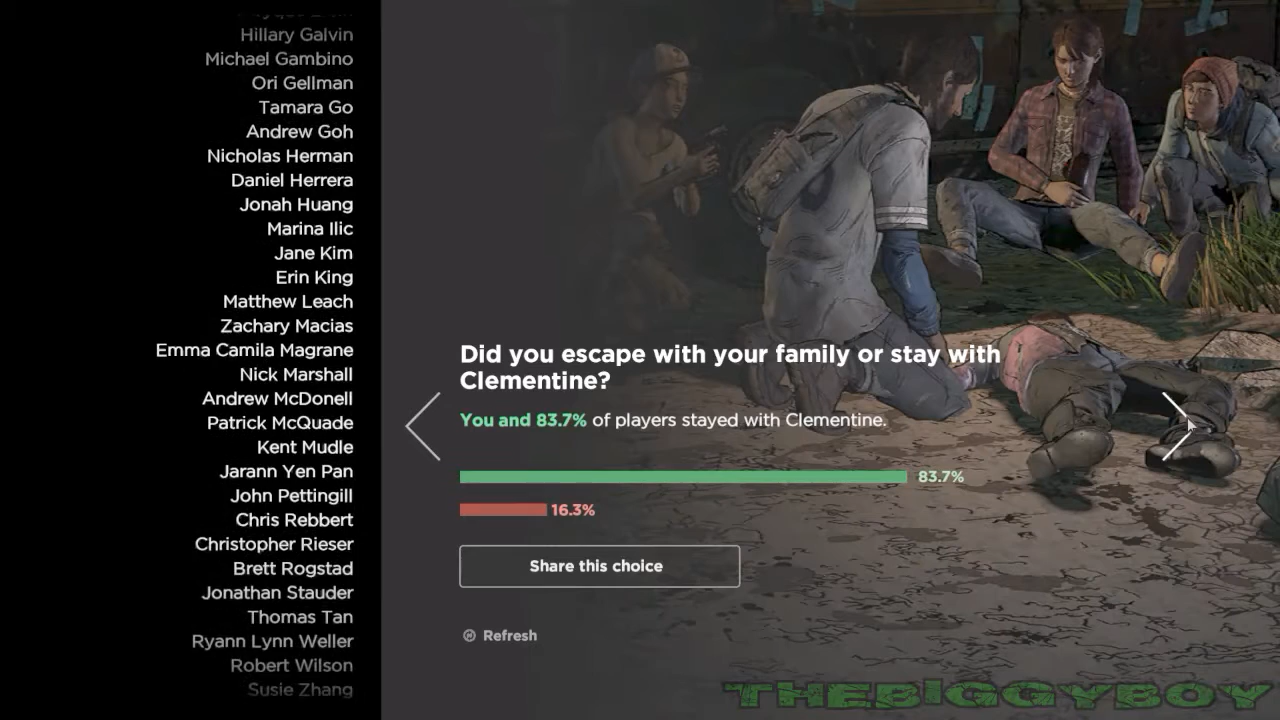 Hillary Galvin
Michael Gambino
Ori Gellman
Tamara Go
Andrew Goh
Nicholas Herman
Daniel Herrera
Jonah Huang
Marina Ilic
Jane Kim
Erin King
Matthew Leach
Zachary Macias
Emma Camila Magrane
Nick Marshall
Andrew McDonell
Patrick McQuade
Kent Mudle
Jarann Yen Pan
John Pettingill
Chris Rebbert
Christopher Rieser
Brett Rogstad
Jonathan Stauder
Thomas Tan
Ryann Lynn Weller
Robert Wilson
Susie Zhang
Did you escape with your family or stay with
Clementine?
You and 83.7% of players stayed with Clementine.
83.7%
16.3%
Share this choice
Refresh
THEBIGGYBOY